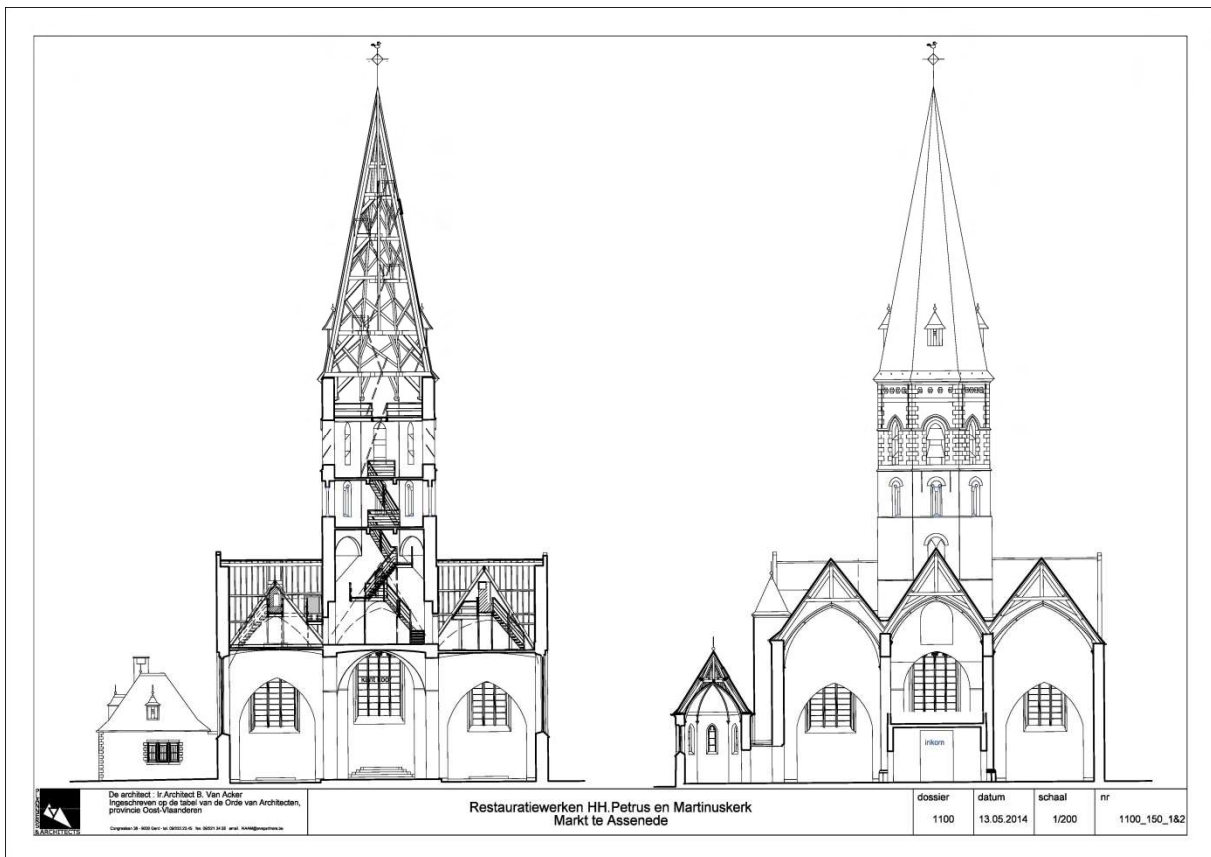 inkom
De architect : Ir.Architect B. Van Acker
Ingeschreven op de tabel van de Orde van Architecten,
provincie Oost-Vlaanderen
& ARCHITECTS
Restauratiewerken HH.Petrus en Martinuskerk
Markt te Assenede
dossier
1100
datum
13.05.2014
schaal
1/200
nr
1100_150_1&2